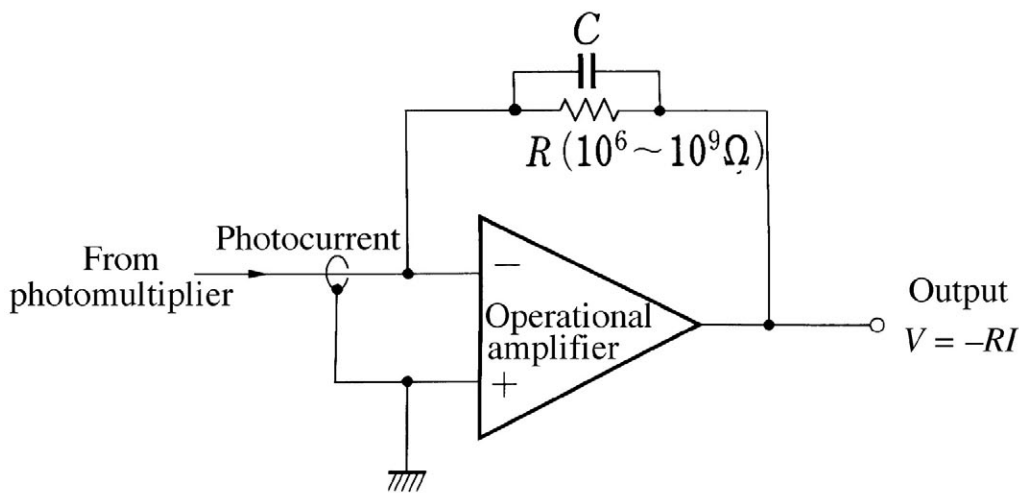 C
R (10⁶ ~ 10⁹Ω)
Photocurrent
From
photomultiplier
−
Operational
amplifier
+
Output
V = –RI